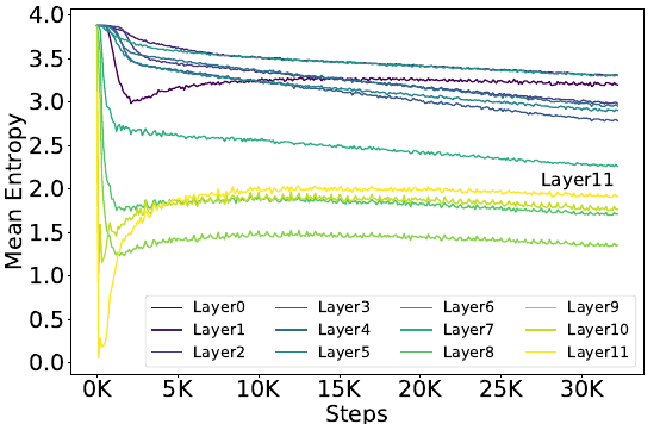 4.0
3.5
3.0
2.5
2.0
1.5
1.0
0.5
0.0
Mean Entropy
Layer11
Layer0 Layer3 Layer6 Layer9
Layer1 Layer4 Layer7 Layer10
Layer2 Layer5 Layer8 Layer11
0K 5K 10K 15K 20K 25K 30K
Steps